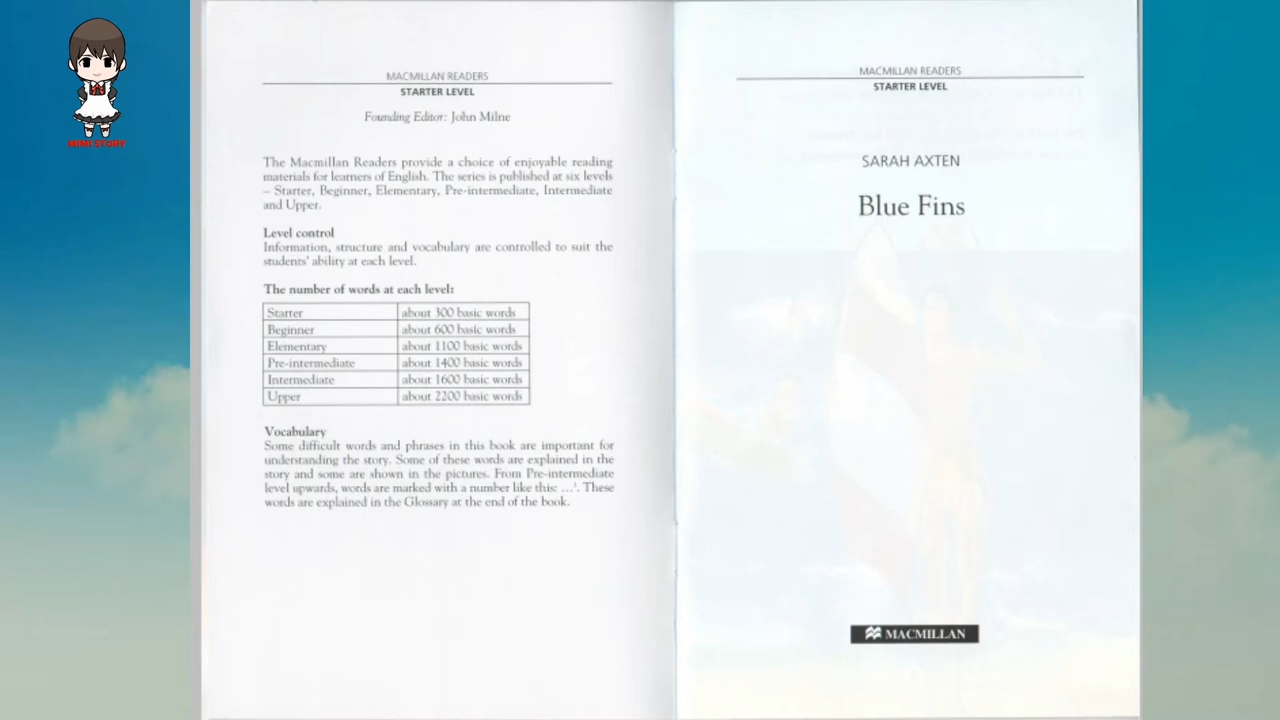 MINI STORY
MACMILLAN READERS
STARTER LEVEL
Founding Editor: John Milne
The Macmillan Readers provide a choice of enjoyable reading
materials for learners of English. The series is published at six levels
– Starter, Beginner, Elementary, Pre-intermediate, Intermediate
and Upper.
Level control
Information, structure and vocabulary are controlled to suit the
students' ability at each level.
The number of words at each level:
Starter about 300 basic words
Beginner about 600 basic words
Elementary about 1100 basic words
Pre-intermediate about 1400 basic words
Intermediate about 1600 basic words
Upper about 2200 basic words
Vocabulary
Some difficult words and phrases in this book are important for
understanding the story. Some of these words are explained in the
story and some are shown in the pictures. From Pre-intermediate
level upwards, words are marked with a number like this: ...¹. These
words are explained in the Glossary at the end of the book.
MACMILLAN READERS
STARTER LEVEL
SARAH AXTEN
Blue Fins
MACMILLAN